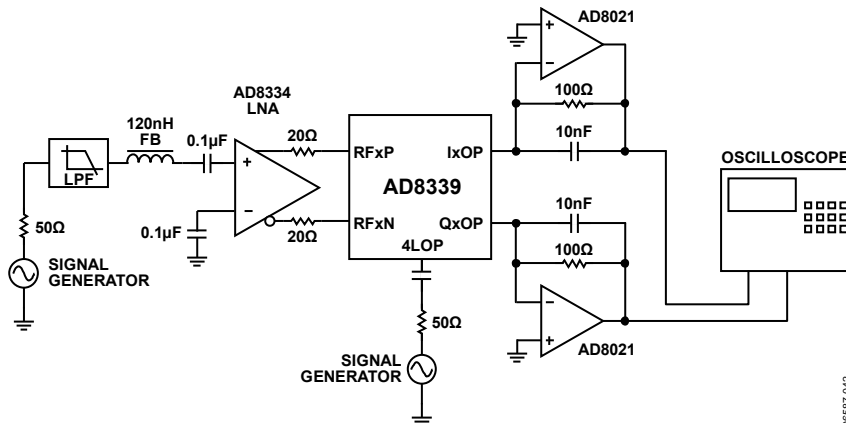 AD8021
AD8334
LNA
100Ω
120nH
FB
0.1µF
20Ω
10nF
LPF
RFxP
IxOP
AD8339
OSCILLOSCOPE
50Ω
0.1µF
20Ω
RFxN
QxOP
4LOP
10nF
100Ω
SIGNAL
GENERATOR
50Ω
SIGNAL
GENERATOR
AD8021